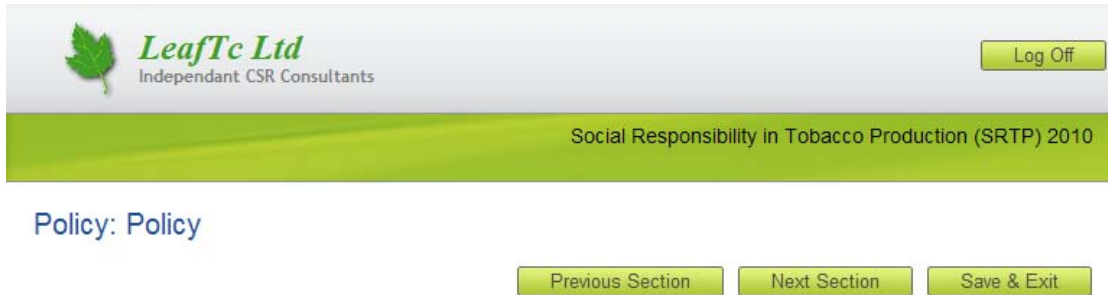 LeafTc Ltd
Independant CSR Consultants
Log Off
Social Responsibility in Tobacco Production (SRTP) 2010
Policy: Policy
Previous Section Next Section Save & Exit